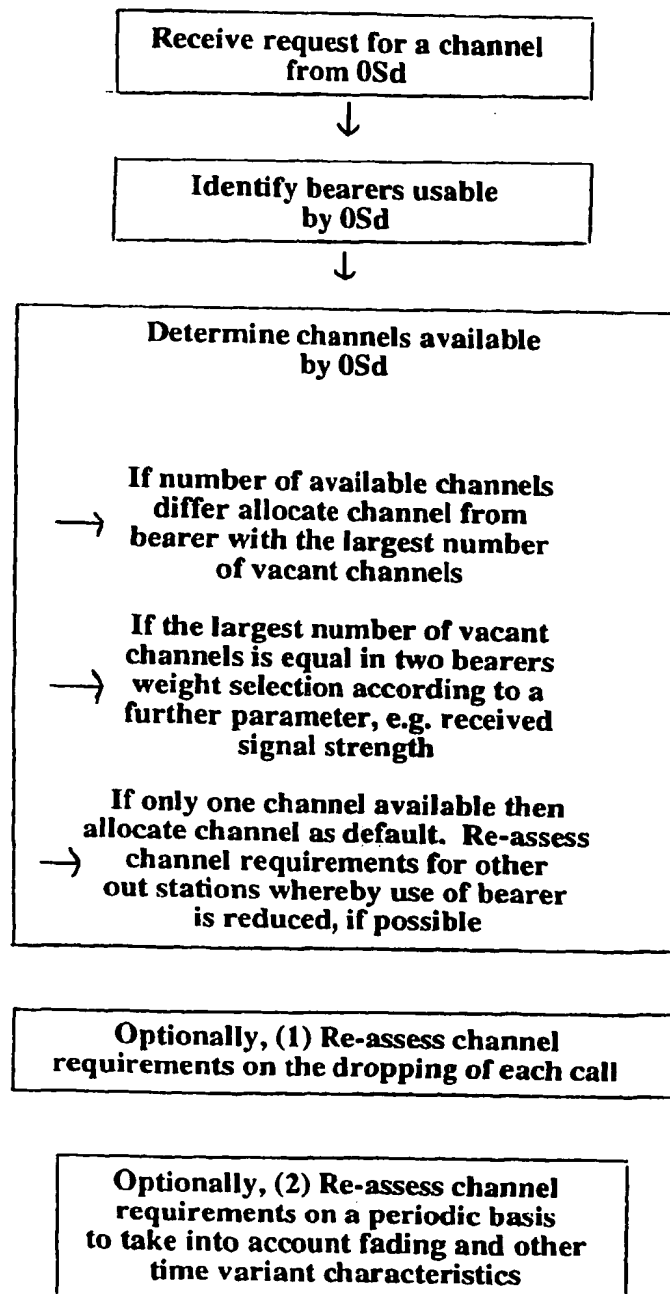 Receive request for a channel
from 0Sd
Identify bearers usable
by 0Sd
Determine channels available
by 0Sd
If number of available channels
differ allocate channel from
bearer with the largest number
of vacant channels
If the largest number of vacant
channels is equal in two bearers
weight selection according to a
further parameter, e.g. received
signal strength
If only one channel available then
allocate channel as default. Re-assess
channel requirements for other
out stations whereby use of bearer
is reduced, if possible
Optionally, (1) Re-assess channel
requirements on the dropping of each call
Optionally, (2) Re-assess channel
requirements on a periodic basis
to take into account fading and other
time variant characteristics